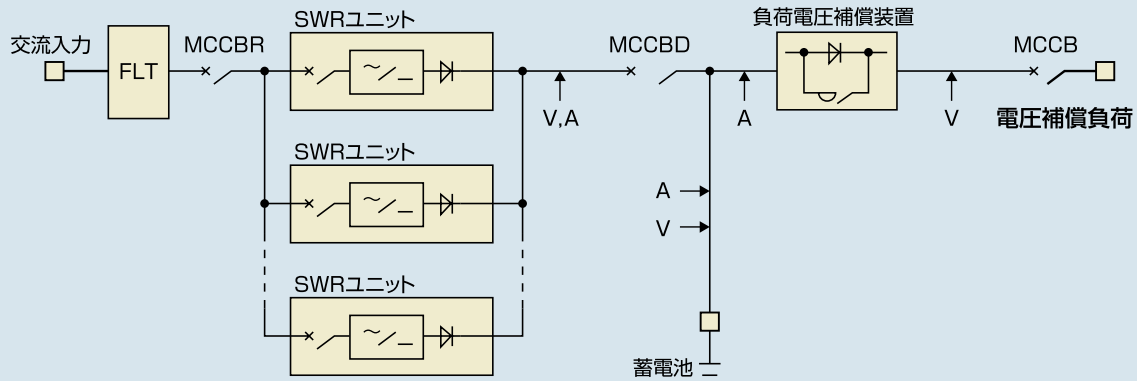 交流入力
FLT
MCCBR
SWRユニット
SWRユニット
SWRユニット
V,A
MCCBD
負荷電圧補償装置
A
V
MCCB
電圧補償負荷
A
V
蓄電池